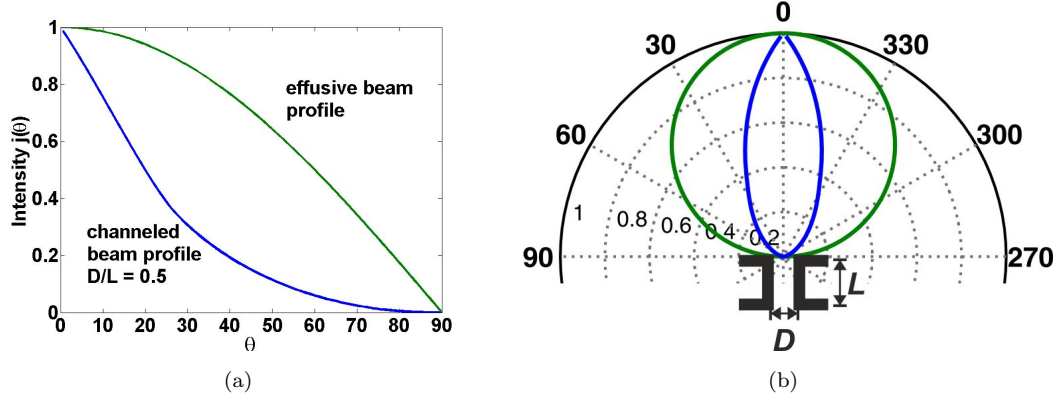 1
0.8
0.6
0.4
0.2
0
Intensity j(θ)
0 10 20 30 40 50 60 70 80 90
θ
effusive beam
profile
channeled
beam profile
D/L = 0.5
(a)
0
30
330
60
300
90
270
1
0.8
0.6
0.4
0.2
L
D
(b)